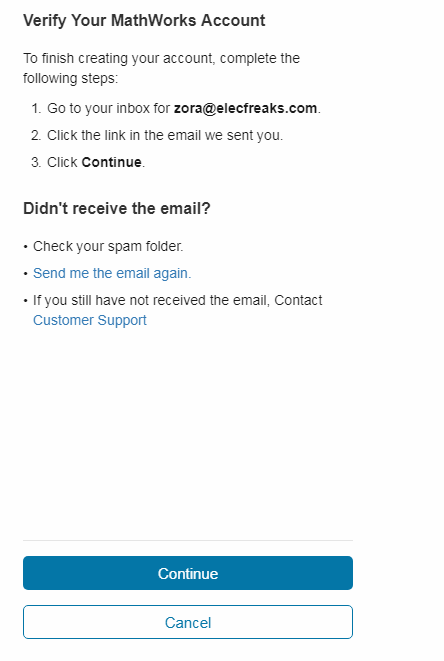 Verify Your MathWorks Account
To finish creating your account, complete the
following steps:
1. Go to Your inbox for zora@elecfreaks.com.
2. Click the link in the email we sent you.
3. Click Continue.
Didn't receive the email?
• Check your spam folder.
• Send me the email again.
• If you still have not received the email, Contact
Customer Support
Continue
Cancel